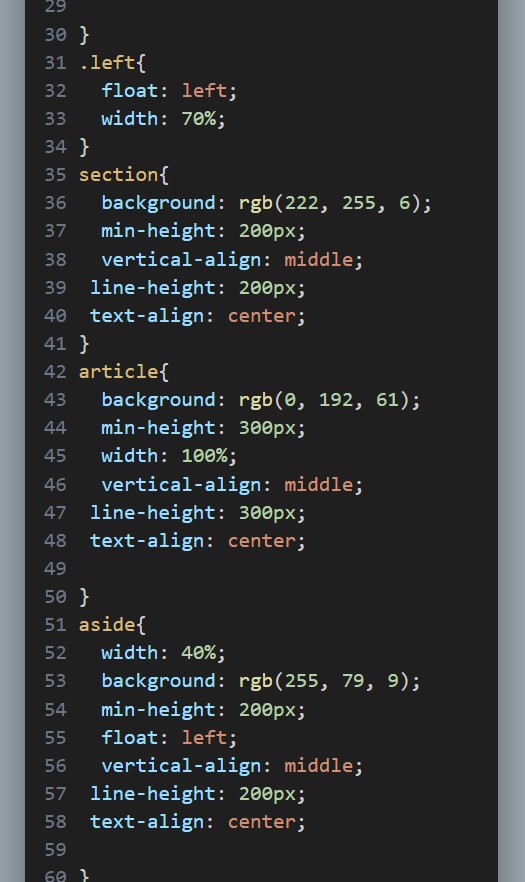 29
30 }
31 .left{
32   float: left;
33   width: 70%;
34 }
35 section{
36   background: rgb(222, 255, 6);
37   min-height: 200px;
38   vertical-align: middle;
39  line-height: 200px;
40  text-align: center;
41 }
42 article{
43   background: rgb(0, 192, 61);
44   min-height: 300px;
45   width: 100%;
46   vertical-align: middle;
47  line-height: 300px;
48  text-align: center;
49
50 }
51 aside{
52   width: 40%;
53   background: rgb(255, 79, 9);
54   min-height: 200px;
55   float: left;
56   vertical-align: middle;
57  line-height: 200px;
58  text-align: center;
59
60 }